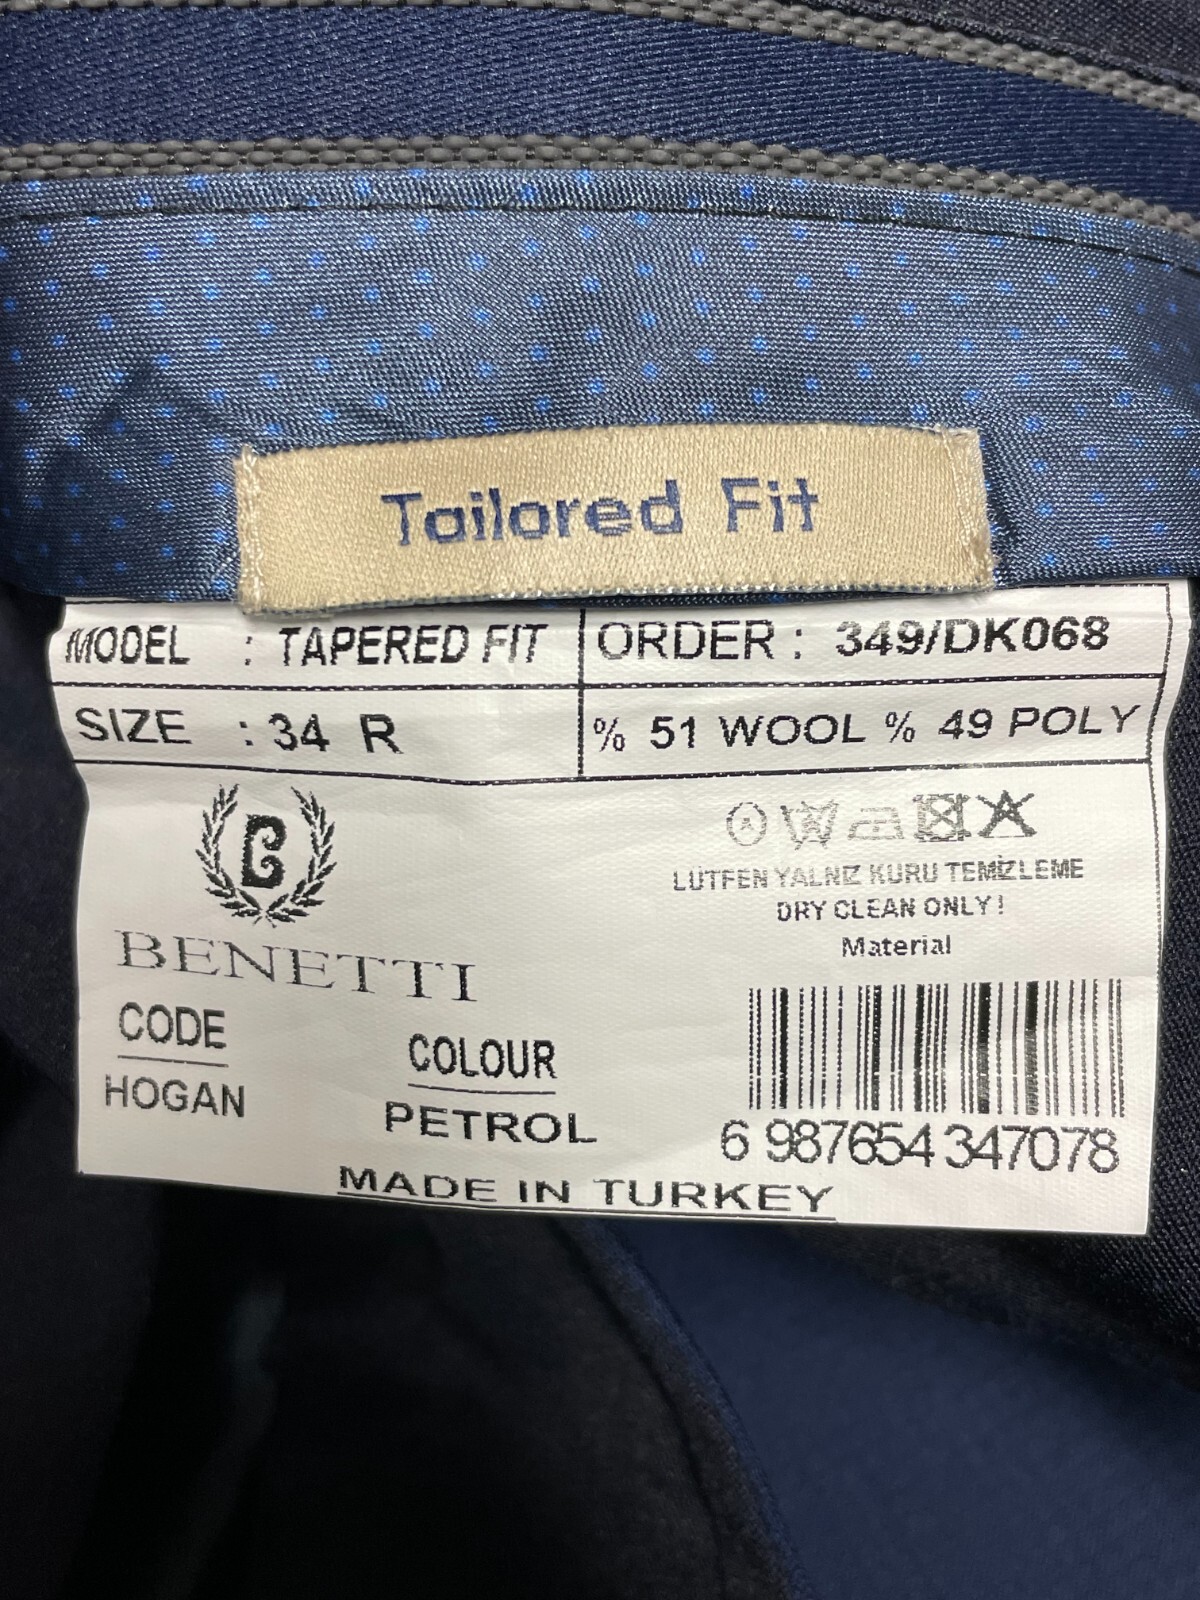 Tailored Fit
MODEL : TAPERED FIT
ORDER : 349/DK068
SIZE : 34 R
% 51 WOOL % 49 POLY
BENETTI
CODE
HOGAN
COLOUR
PETROL
LÜTFEN YALNIZ KURU TEMİZLEME
DRY CLEAN ONLY!
Material
6 987654 347078
MADE IN TURKEY